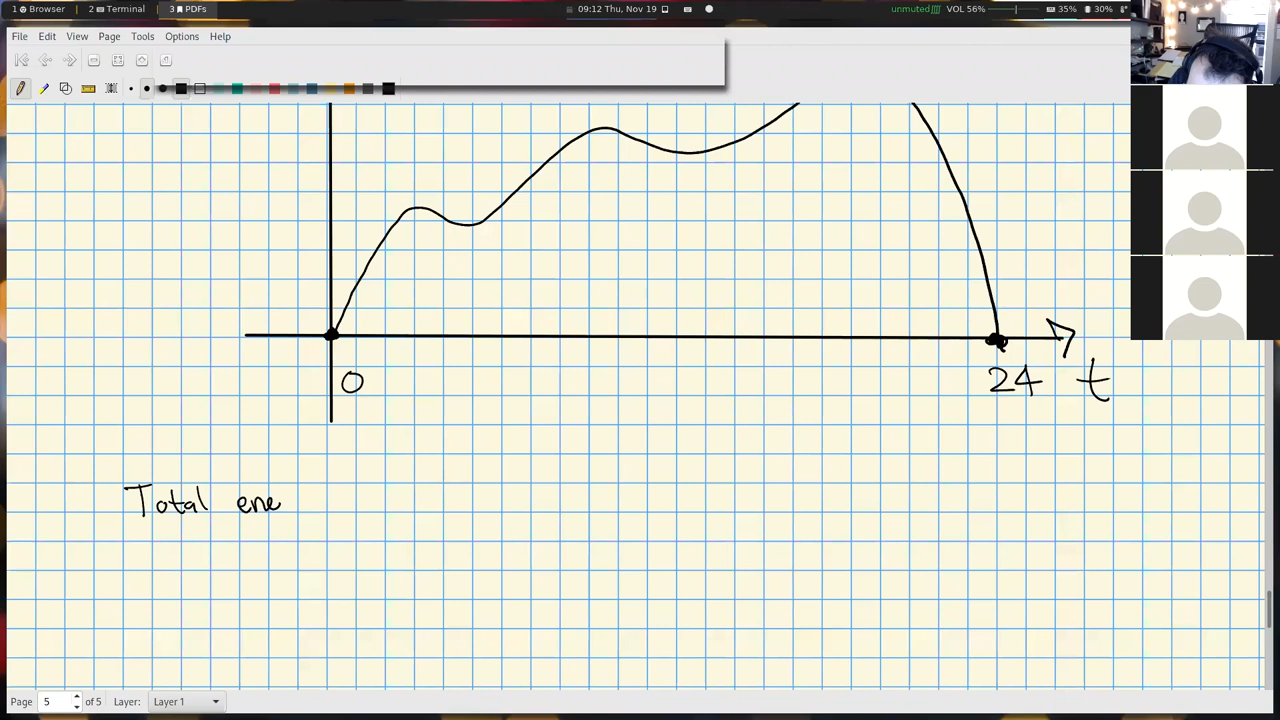 1 Browser 2 Terminal 3 PDFs 09:12 Thu, Nov 19 unmuted VOL 56% 35% 30%
File Edit View Page Tools Options Help
0 24 t
Total ene
Page 5 of 5 Layer: Layer 1